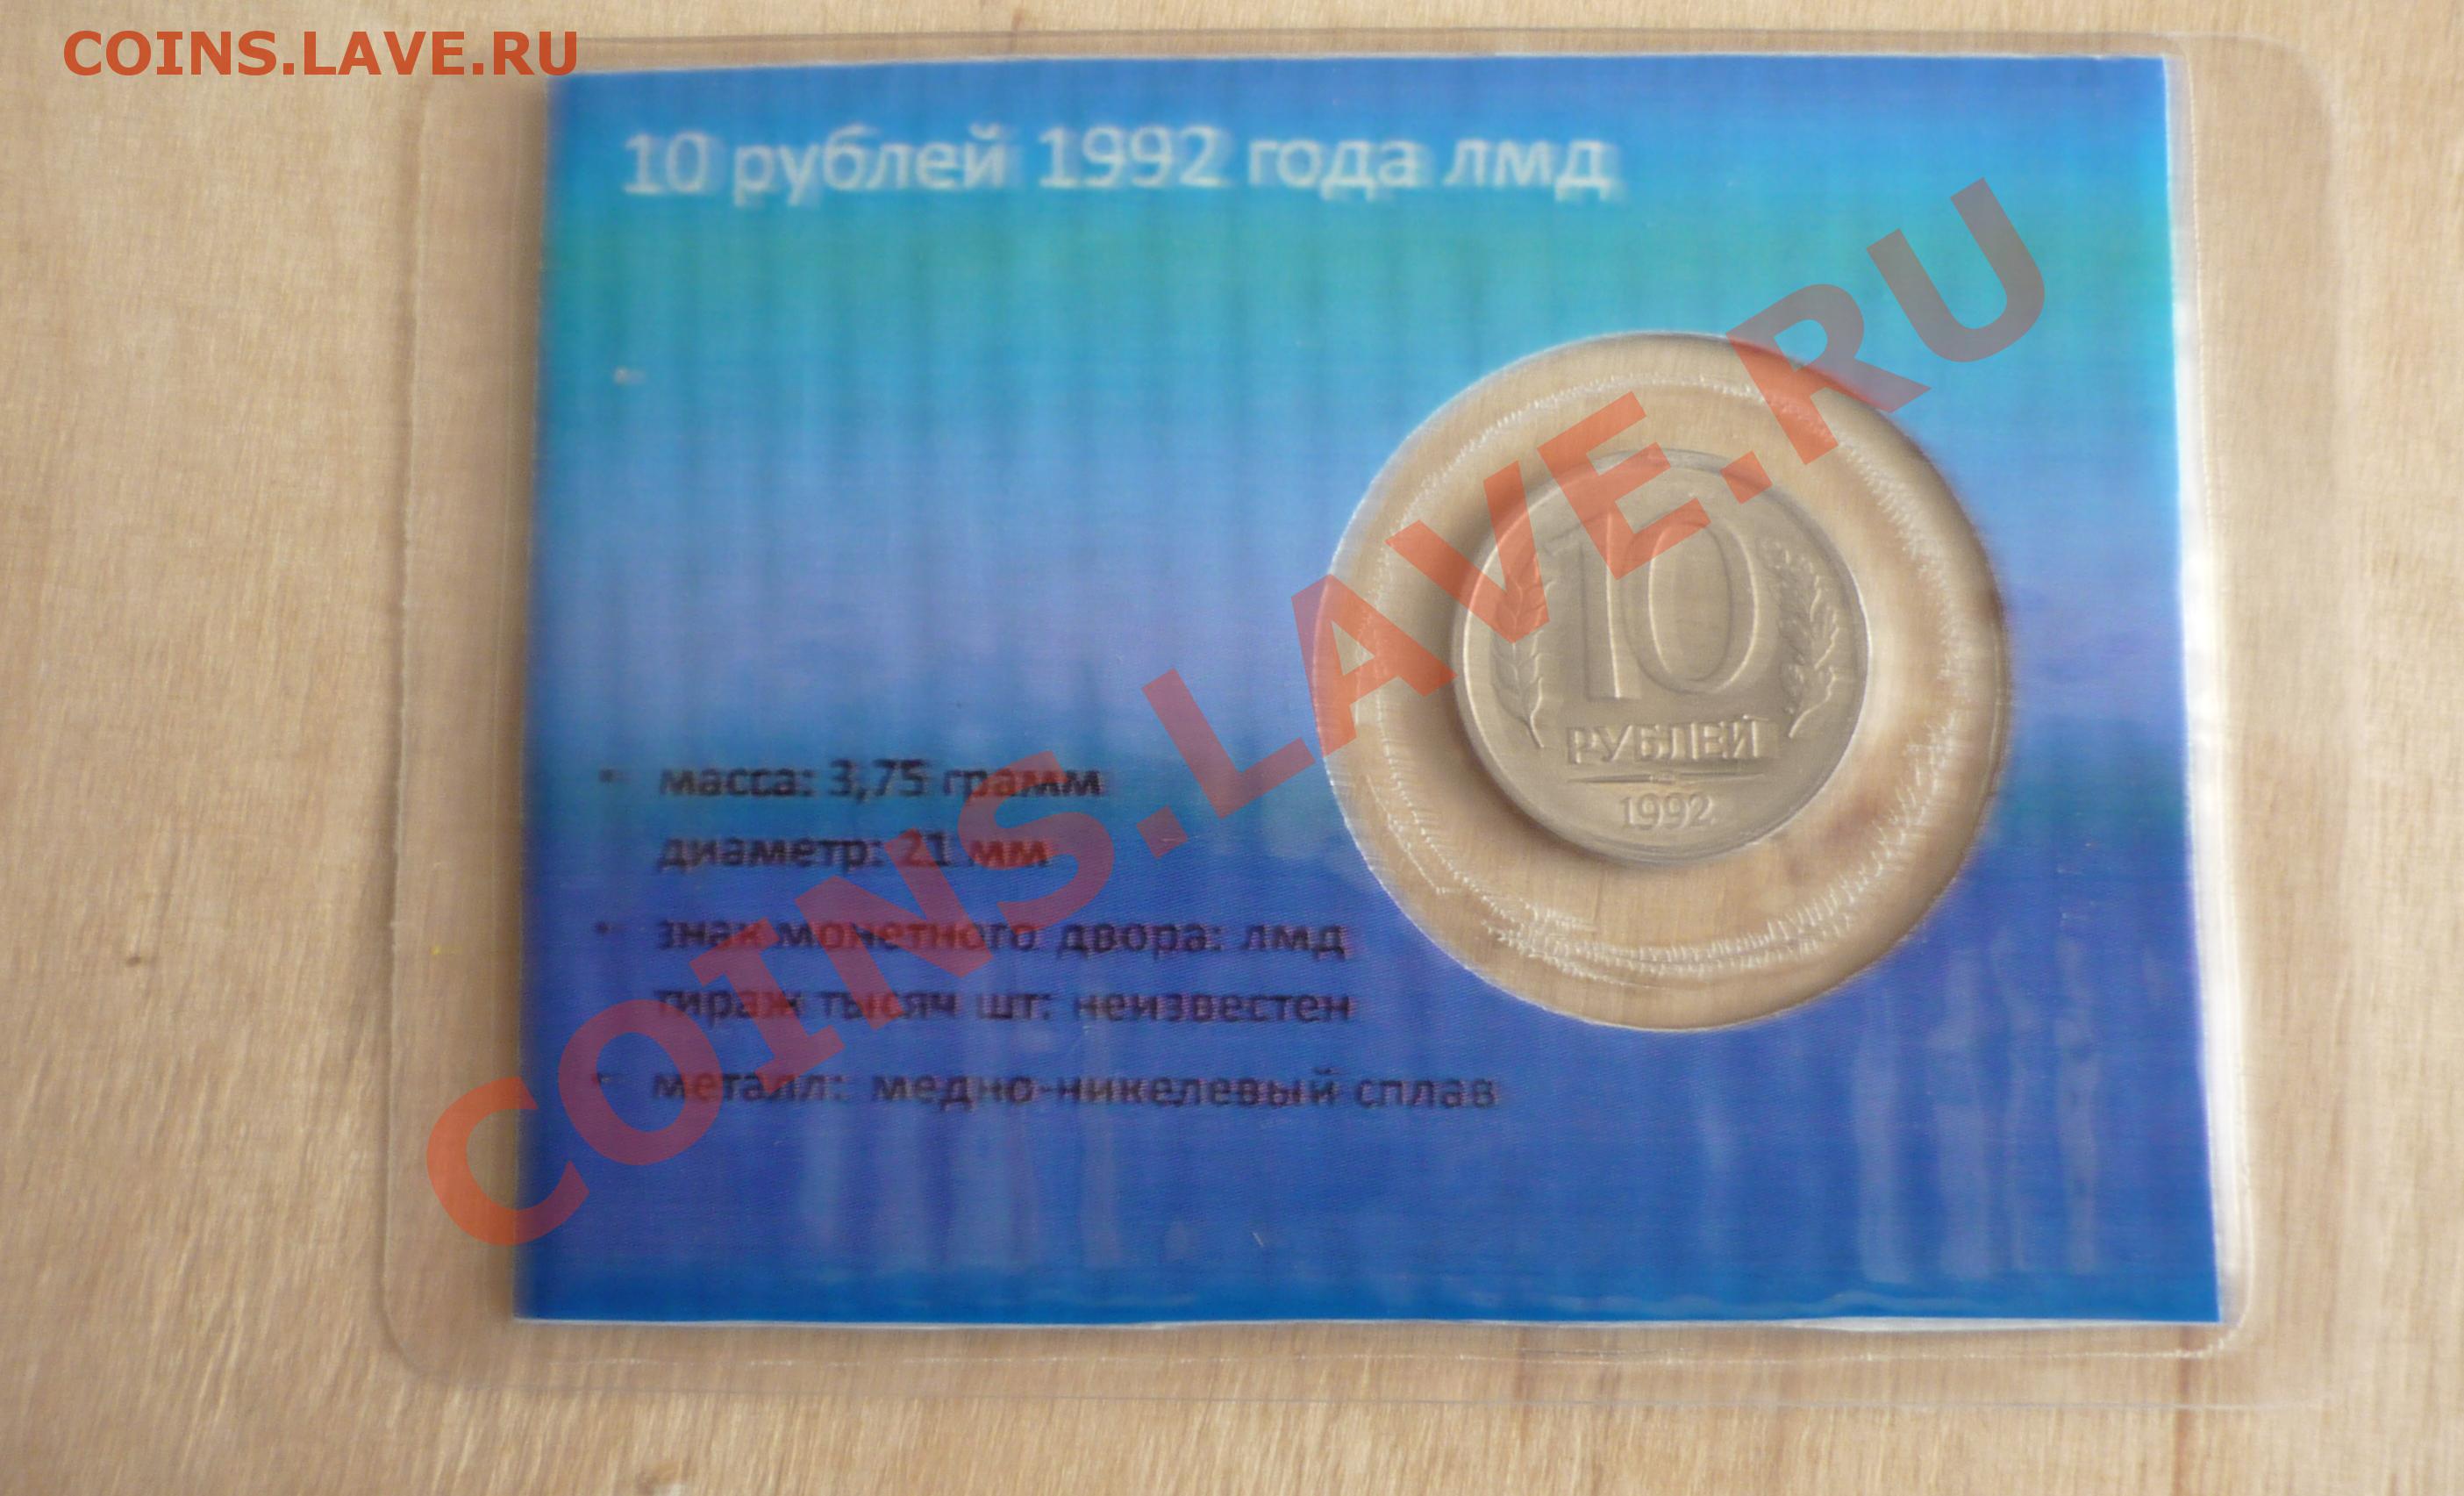 COINS.LAVE.RU
10 рублей 1992 года лмд
COINS.LAVE.RU
10
РУБЛЕЙ
1992
• масса: 3,75 грамм
диаметр: 21 мм
• знак монетного двора: лмд
тираж тысяч шт: неизвестен
• металл: медно-никелевый сплав